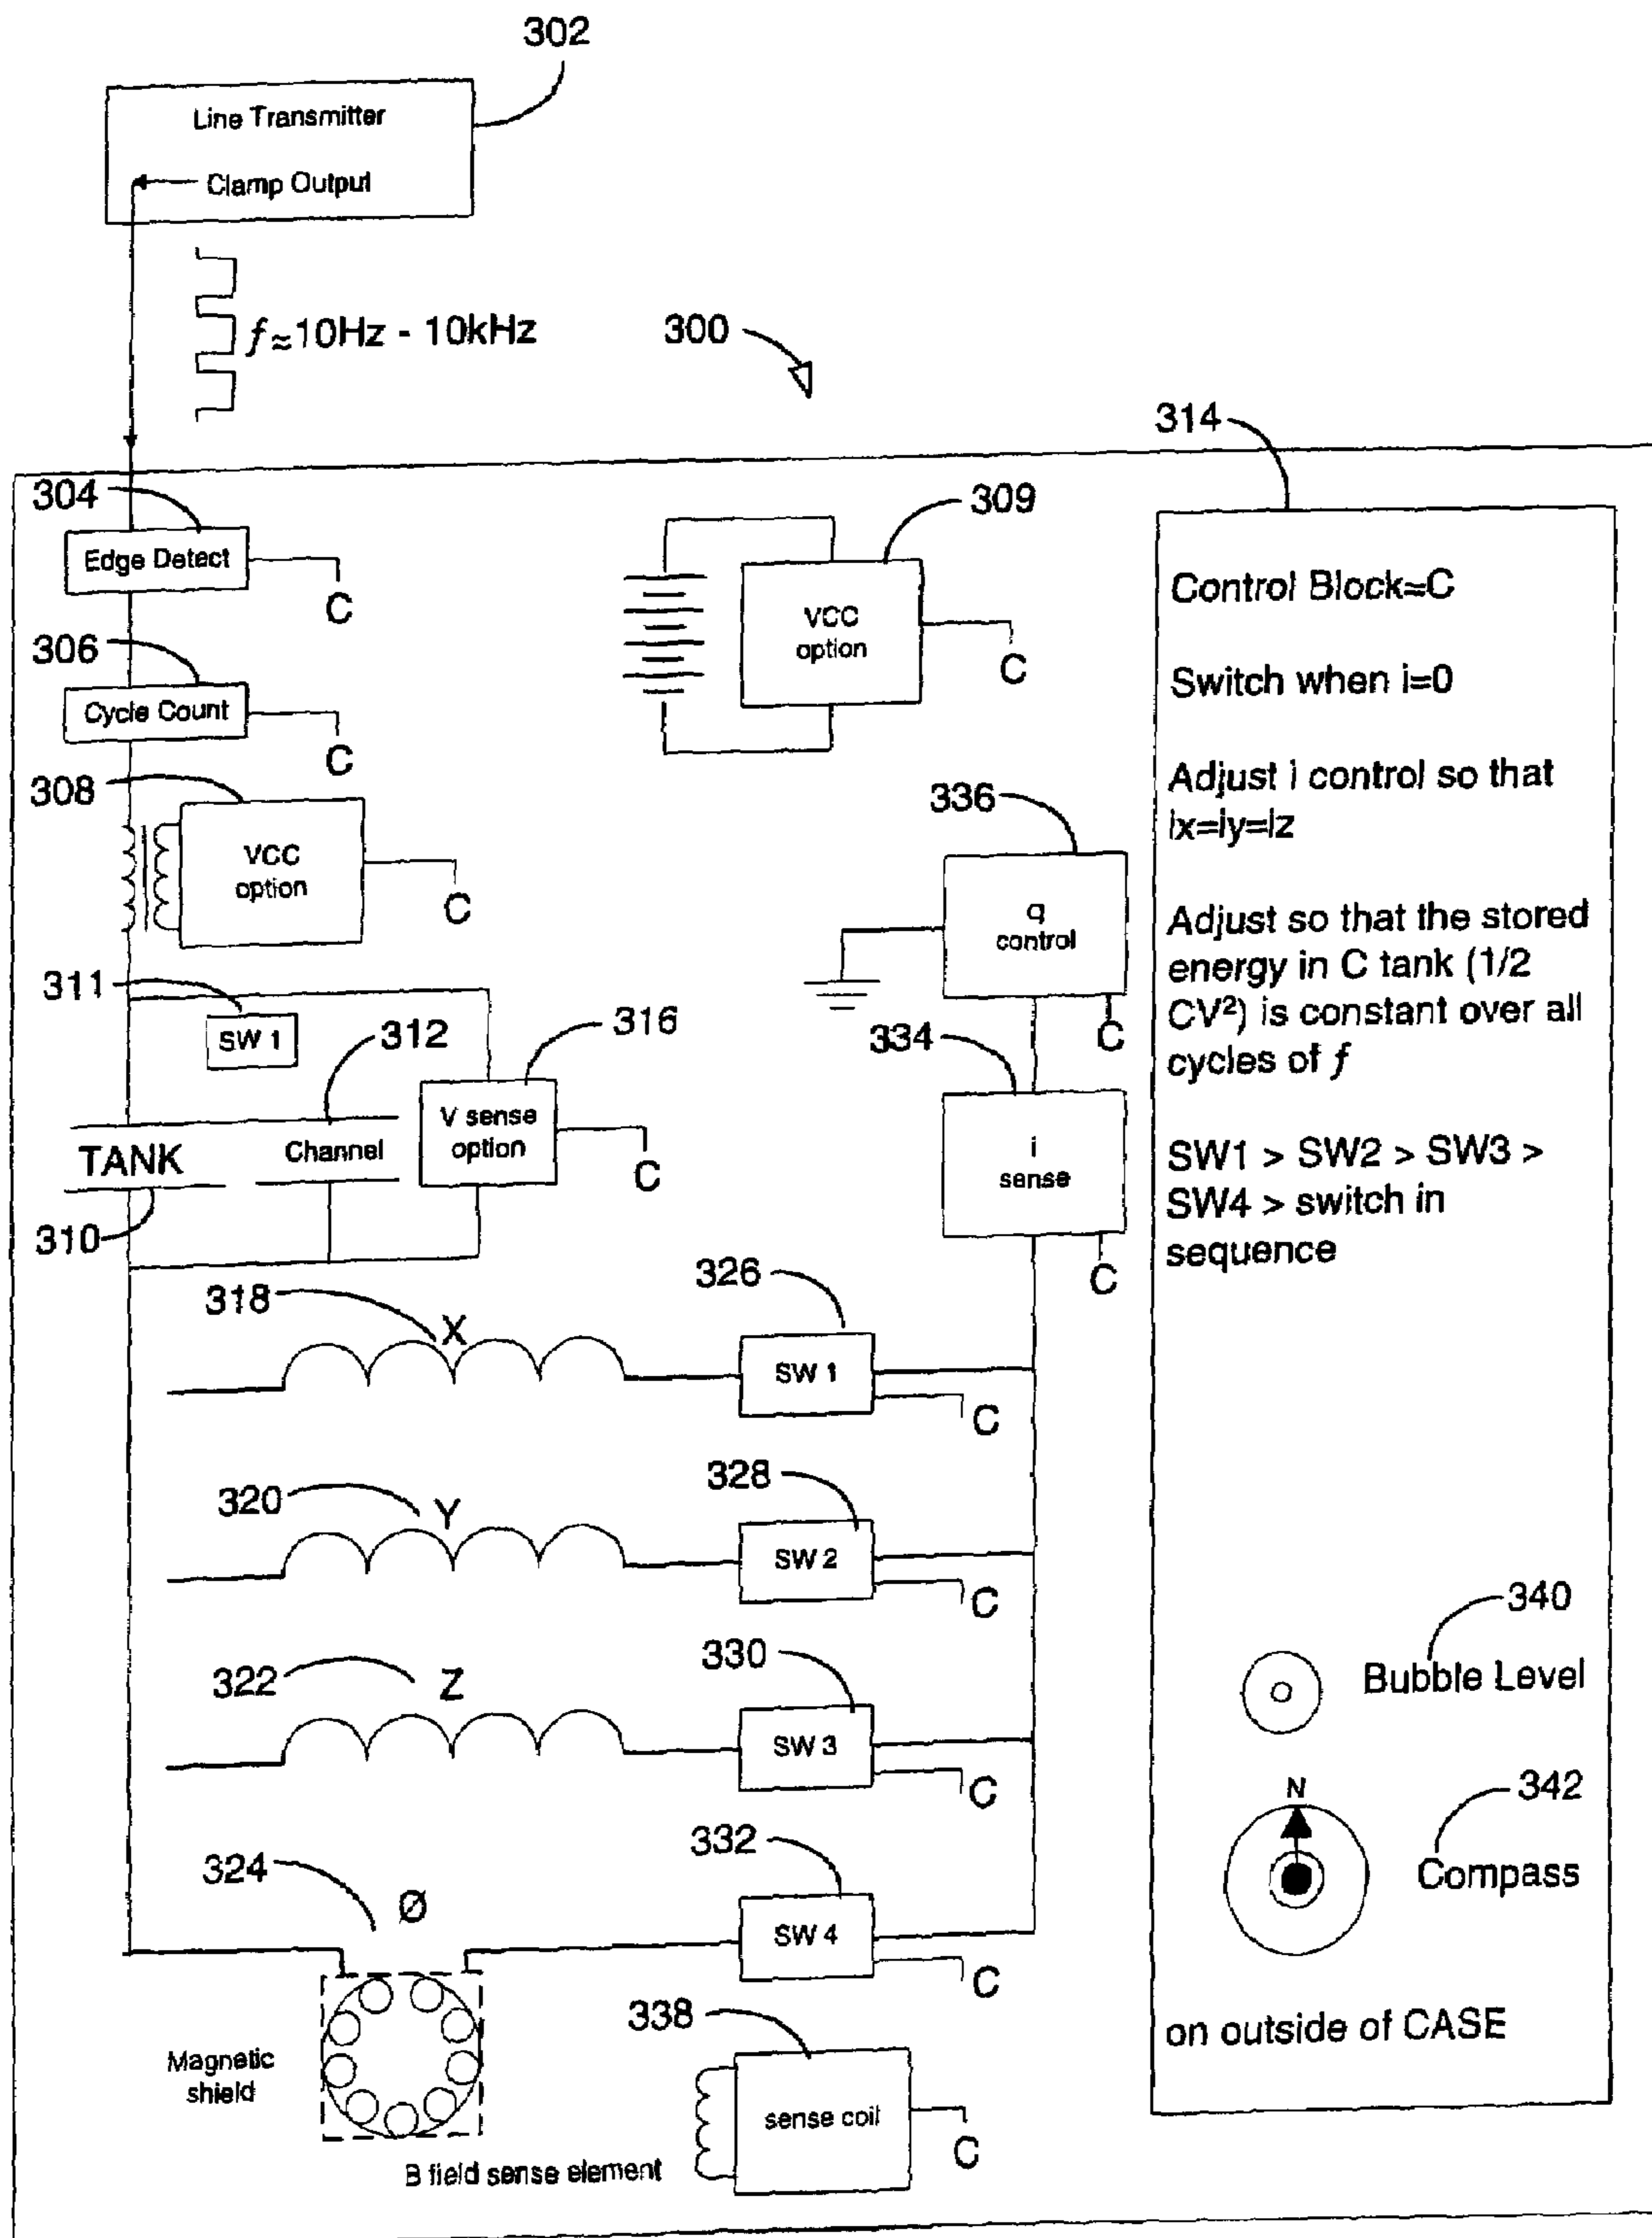 302
Line Transmitter
Clamp Output
f≈10Hz - 10kHz
300
314
304
309
Edge Detect
C
VCC
option
C
306
Cycle Count
C
308
VCC
option
C
336
q
control
C
311
SW 1
312
316
334
TANK
Channel
V sense
option
C
i
sense
C
310
318
X
326
SW 1
C
320
Y
328
SW 2
C
322
Z
330
SW 3
C
324
Ø
332
SW 4
C
Magnetic
shield
338
sense coil
C
B field sense element
Control Block=C
Switch when i=0
Adjust i control so that
ix=iy=iz
Adjust so that the stored
energy in C tank (1/2
CV²) is constant over all
cycles of f
SW1 > SW2 > SW3 >
SW4 > switch in
sequence
340
Bubble Level
N
342
Compass
on outside of CASE